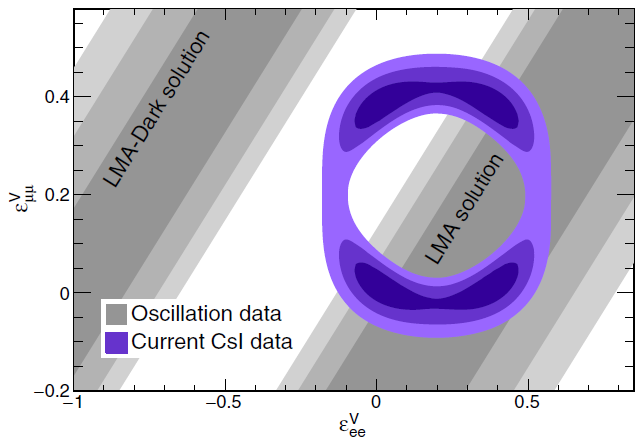 LMA-Dark solution
LMA solution
ε^V_μμ
0.4
0.2
0
−0.2
Oscillation data
Current CsI data
−1
−0.5
0
0.5
ε^V_ee